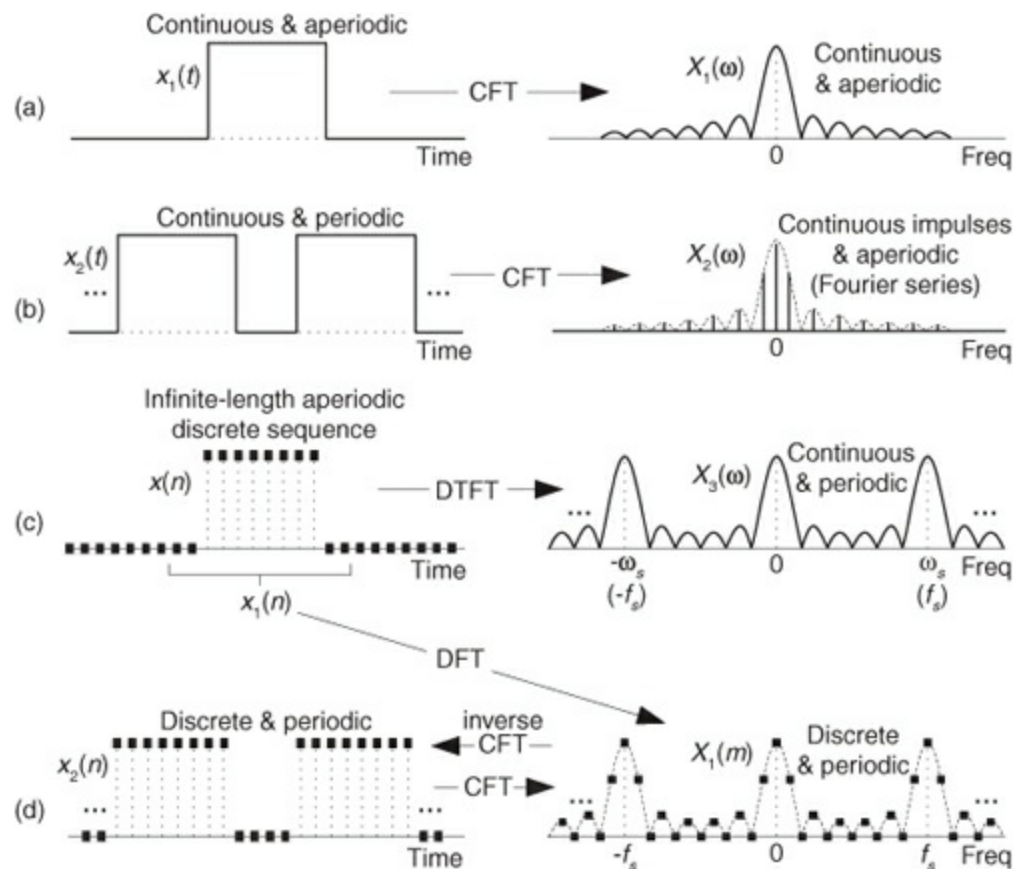 (a)
Continuous & aperiodic
x₁(t)
Time
CFT
X₁(ω)
Continuous
& aperiodic
0
Freq
(b)
Continuous & periodic
x₂(t)
...
...
Time
CFT
X₂(ω)
Continuous impulses
& aperiodic
(Fourier series)
0
Freq
(c)
Infinite-length aperiodic
discrete sequence
x(n)
Time
x₁(n)
DTFT
X₃(ω)
Continuous
& periodic
...
...
-ωₛ
(-fₛ)
0
ωₛ
(fₛ)
Freq
DFT
(d)
Discrete & periodic
x₂(n)
...
...
Time
inverse
CFT
CFT
X₁(m)
Discrete
& periodic
...
...
-fₛ
0
fₛ
Freq